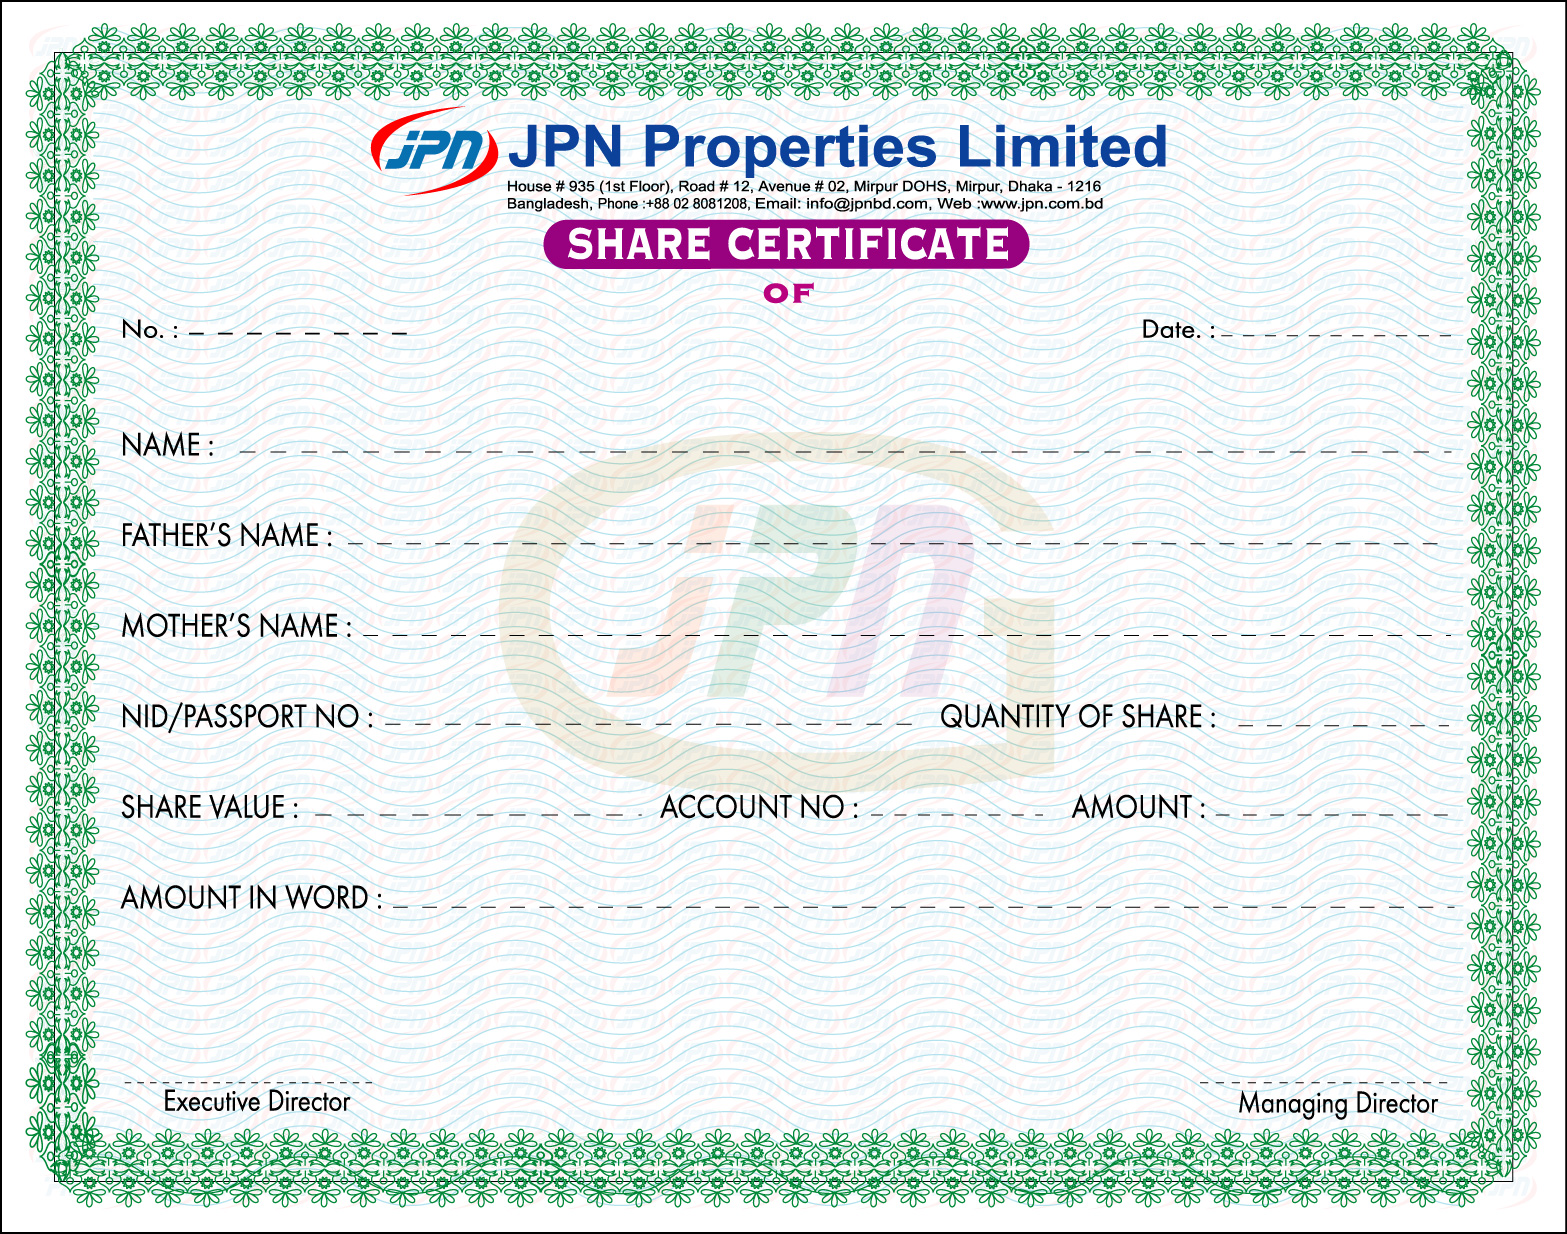 JPN JPN Properties Limited
House # 935 (1st Floor), Road # 12, Avenue # 02, Mirpur DOHS, Mirpur, Dhaka - 1216
Bangladesh, Phone :+88 02 8081208, Email: info@jpnbd.com, Web :www.jpn.com.bd
SHARE CERTIFICATE
OF
No. : Date. :
NAME :
FATHER'S NAME :
JPN
MOTHER'S NAME :
NID/PASSPORT NO : QUANTITY OF SHARE :
SHARE VALUE : ACCOUNT NO : AMOUNT :
AMOUNT IN WORD :
Executive Director Managing Director